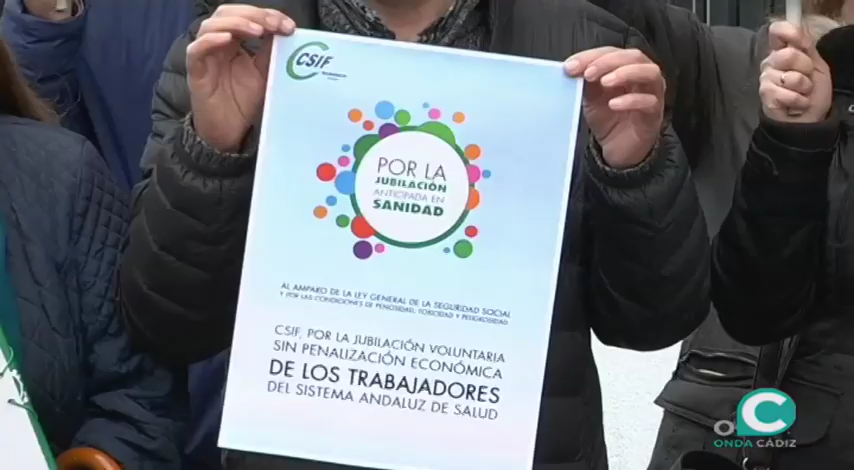 CSIF
POR LA
JUBILACIÓN
ANTICIPADA EN
SANIDAD
AL AMPARO DE LA LEY GENERAL DE LA SEGURIDAD SOCIAL
Y POR LAS CONDICIONES DE PENOSIDAD, TOXICIDAD Y PELIGROSIDAD
CSIF, POR LA JUBILACIÓN VOLUNTARIA
SIN PENALIZACIÓN ECONÓMICA
DE LOS TRABAJADORES
DEL SISTEMA ANDALUZ DE SALUD
ONDA CÁDIZ